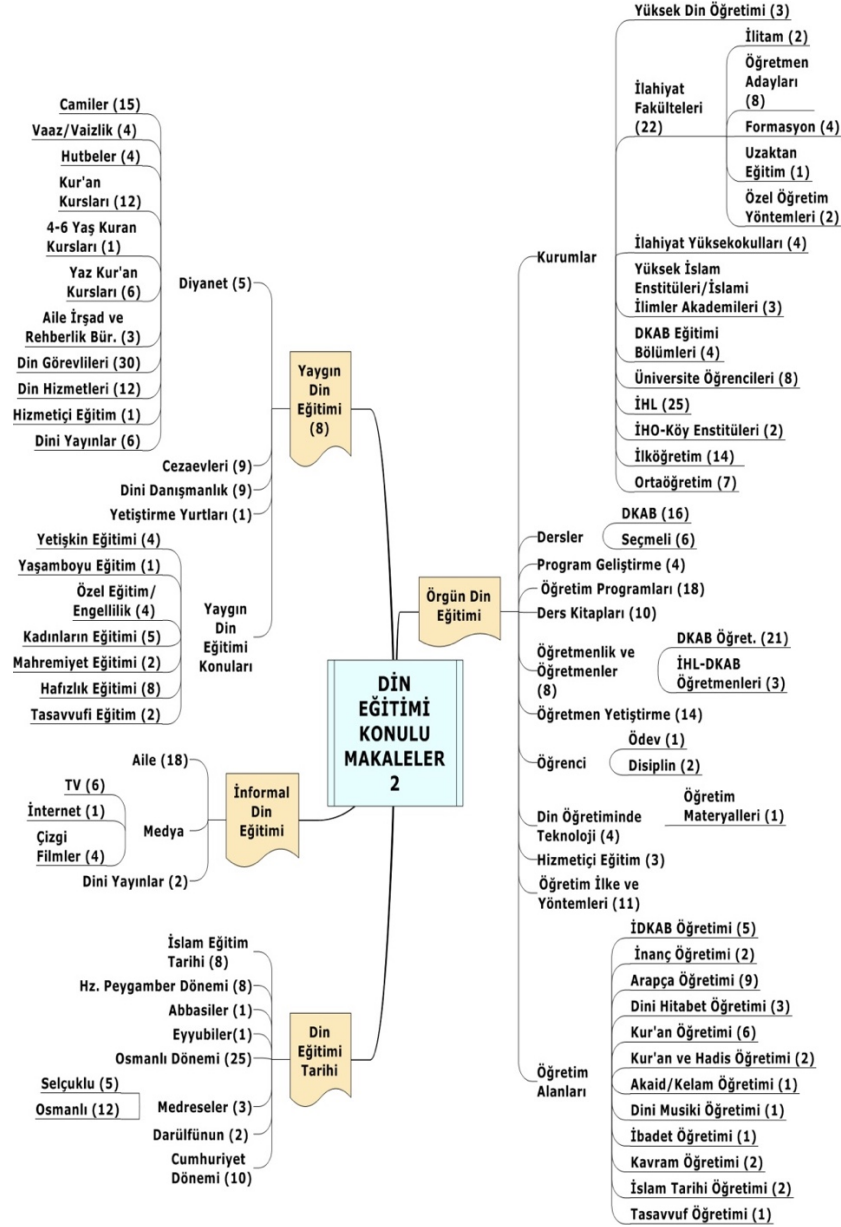 DİN
EĞİTİMİ
KONULU
MAKALELER
2
Yaygın
Din
Eğitimi
(8)
Diyanet (5)
Camiler (15)
Vaaz/Vaizlik (4)
Hutbeler (4)
Kur'an
Kursları (12)
4-6 Yaş Kuran
Kursları (1)
Yaz Kur'an
Kursları (6)
Aile İrşad ve
Rehberlik Bür. (3)
Din Görevlileri (30)
Din Hizmetleri (12)
Hizmetiçi Eğitim (1)
Dini Yayınlar (6)
Cezaevleri (9)
Dini Danışmanlık (9)
Yetiştirme Yurtları (1)
Yaygın
Din
Eğitimi
Konuları
Yetişkin Eğitimi (4)
Yaşamboyu Eğitim (1)
Özel Eğitim/
Engellilik (4)
Kadınların Eğitimi (5)
Mahremiyet Eğitimi (2)
Hafızlık Eğitimi (8)
Tasavvufi Eğitim (2)
İnformal
Din
Eğitimi
Aile (18)
Medya
TV (6)
İnternet (1)
Çizgi
Filmler (4)
Dini Yayınlar (2)
Din
Eğitimi
Tarihi
İslam Eğitim
Tarihi (8)
Hz. Peygamber Dönemi (8)
Abbasiler (1)
Eyyubiler(1)
Osmanlı Dönemi (25)
Medreseler (3)
Selçuklu (5)
Osmanlı (12)
Darülfünun (2)
Cumhuriyet
Dönemi (10)
Örgün Din
Eğitimi
Kurumlar
Yüksek Din Öğretimi (3)
İlahiyat
Fakülteleri
(22)
İlitam (2)
Öğretmen
Adayları
(8)
Formasyon (4)
Uzaktan
Eğitim (1)
Özel Öğretim
Yöntemleri (2)
İlahiyat Yüksekokulları (4)
Yüksek İslam
Enstitüleri/İslami
İlimler Akademileri (3)
DKAB Eğitimi
Bölümleri (4)
Üniversite Öğrencileri (8)
İHL (25)
İHO-Köy Enstitüleri (2)
İlköğretim (14)
Ortaöğretim (7)
Dersler
DKAB (16)
Seçmeli (6)
Program Geliştirme (4)
Öğretim Programları (18)
Ders Kitapları (10)
Öğretmenlik ve
Öğretmenler
(8)
DKAB Öğret. (21)
İHL-DKAB
Öğretmenleri (3)
Öğretmen Yetiştirme (14)
Öğrenci
Ödev (1)
Disiplin (2)
Din Öğretiminde
Teknoloji (4)
Öğretim
Materyalleri (1)
Hizmetiçi Eğitim (3)
Öğretim İlke ve
Yöntemleri (11)
Öğretim
Alanları
İDKAB Öğretimi (5)
İnanç Öğretimi (2)
Arapça Öğretimi (9)
Dini Hitabet Öğretimi (3)
Kur'an Öğretimi (6)
Kur'an ve Hadis Öğretimi (2)
Akaid/Kelam Öğretimi (1)
Dini Musiki Öğretimi (1)
İbadet Öğretimi (1)
Kavram Öğretimi (2)
İslam Tarihi Öğretimi (2)
Tasavvuf Öğretimi (1)